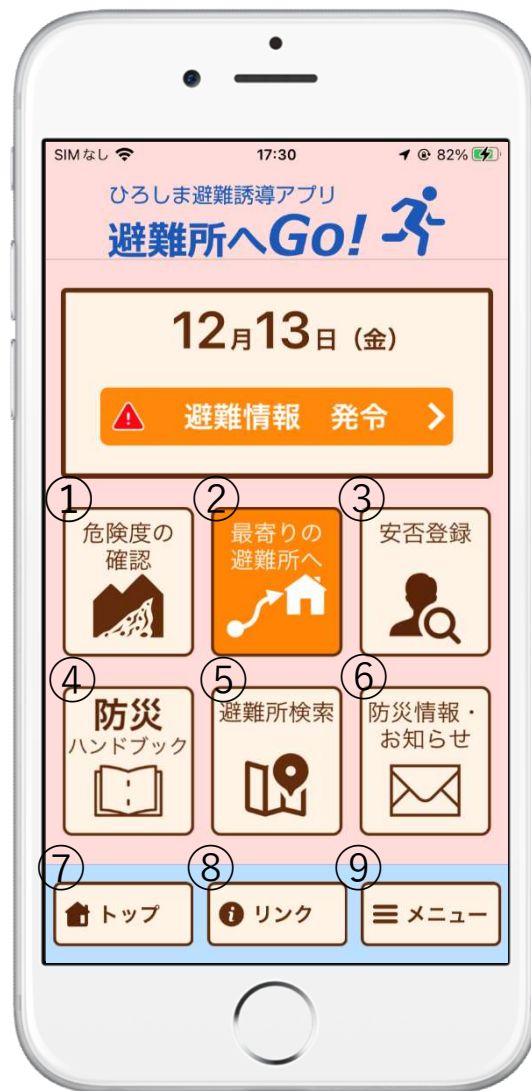 SIMなし 17:30 82%
ひろしま避難誘導アプリ
避難所へGo!
12月13日(金)
避難情報 発令
① ② ③
危険度の 最寄りの 安否登録
確認 避難所へ
④ ⑤ ⑥
防災 避難所検索 防災情報・
ハンドブック お知らせ
⑦ ⑧ ⑨
トップ リンク メニュー